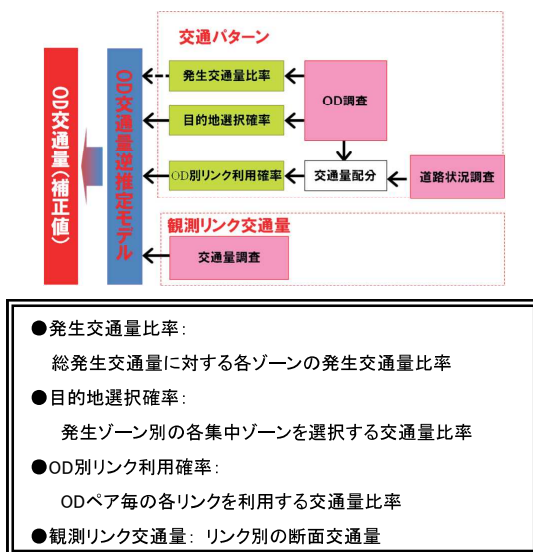 交通パターン
発生交通量比率
OD調査
目的地選択確率
OD別リンク利用確率
交通量配分
道路状況調査
OD交通量(補正値)
OD交通量逆推定モデル
観測リンク交通量
交通量調査
●発生交通量比率:
総発生交通量に対する各ゾーンの発生交通量比率
●目的地選択確率:
発生ゾーン別の各集中ゾーンを選択する交通量比率
●OD別リンク利用確率:
ODペア毎の各リンクを利用する交通量比率
●観測リンク交通量: リンク別の断面交通量